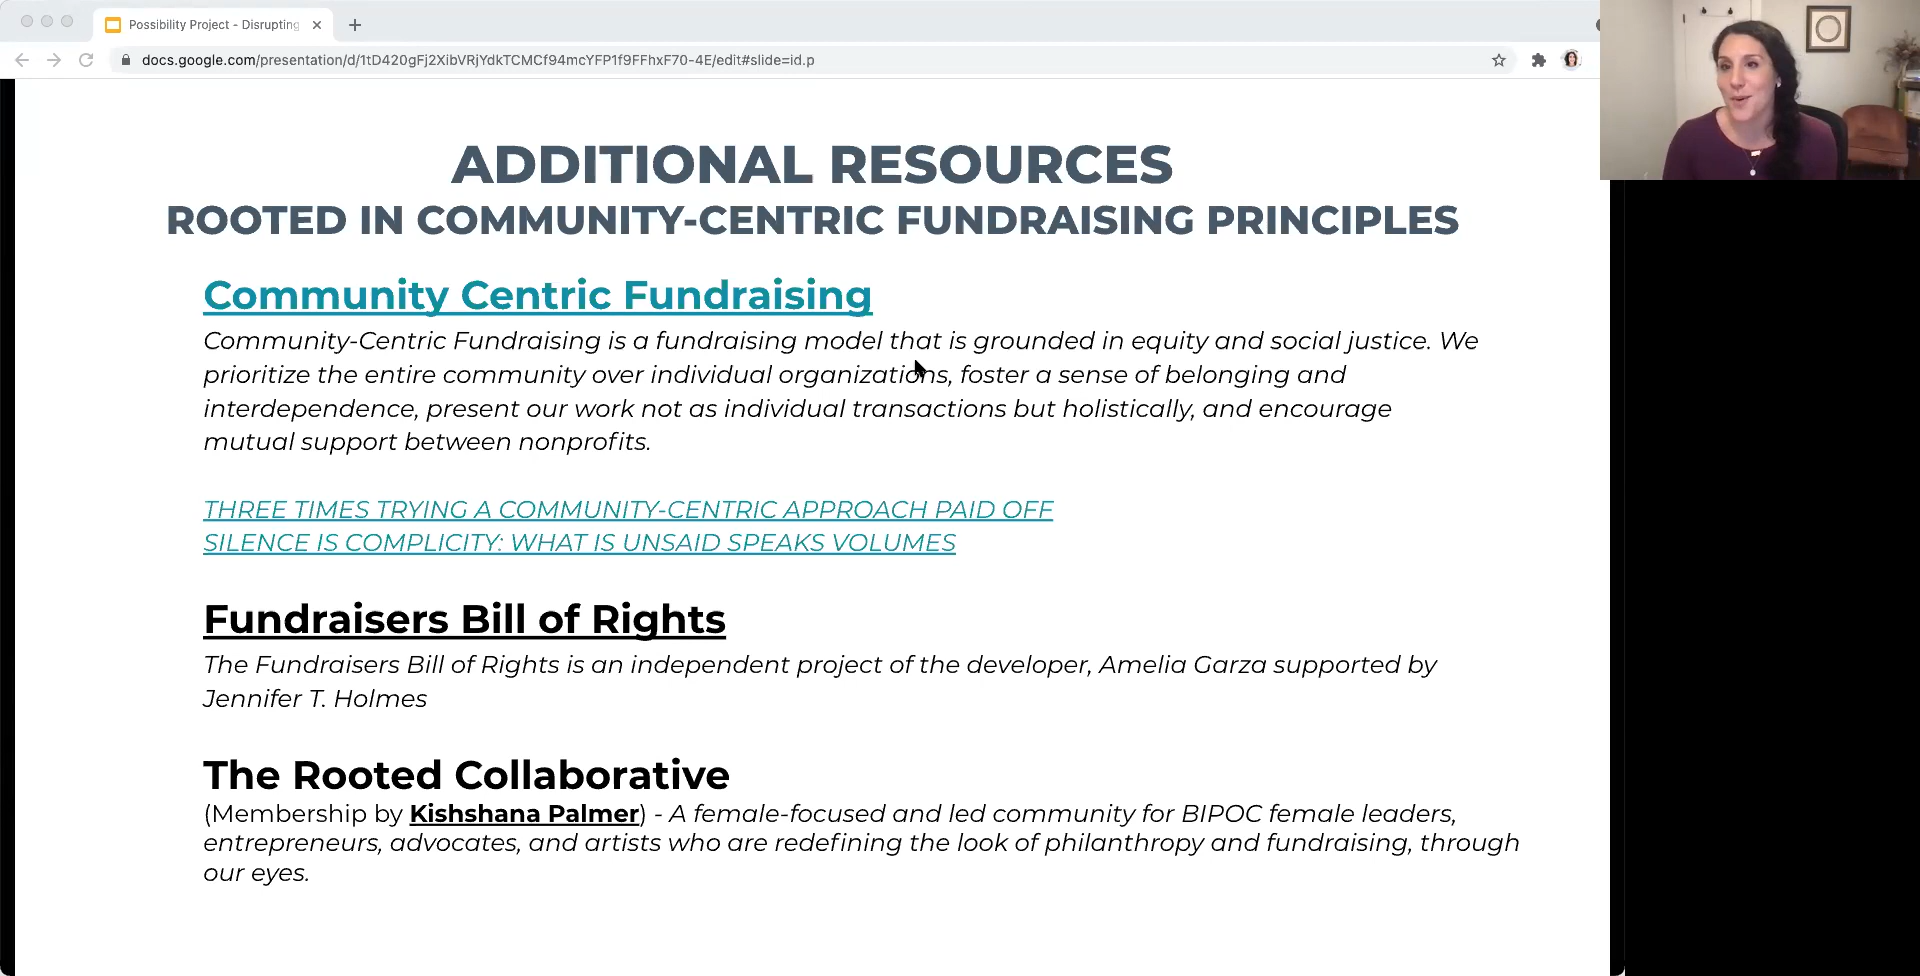 Possibility Project - Disrupting
docs.google.com/presentation/d/1tD420gFj2XibVRjYdkTCMCf94mcYFP1f9FFhxF70-4E/edit#slide=id.p
ADDITIONAL RESOURCES
ROOTED IN COMMUNITY-CENTRIC FUNDRAISING PRINCIPLES
Community Centric Fundraising
Community-Centric Fundraising is a fundraising model that is grounded in equity and social justice. We
prioritize the entire community over individual organizations, foster a sense of belonging and
interdependence, present our work not as individual transactions but holistically, and encourage
mutual support between nonprofits.
THREE TIMES TRYING A COMMUNITY-CENTRIC APPROACH PAID OFF
SILENCE IS COMPLICITY: WHAT IS UNSAID SPEAKS VOLUMES
Fundraisers Bill of Rights
The Fundraisers Bill of Rights is an independent project of the developer, Amelia Garza supported by
Jennifer T. Holmes
The Rooted Collaborative
(Membership by Kishshana Palmer) - A female-focused and led community for BIPOC female leaders,
entrepreneurs, advocates, and artists who are redefining the look of philanthropy and fundraising, through
our eyes.